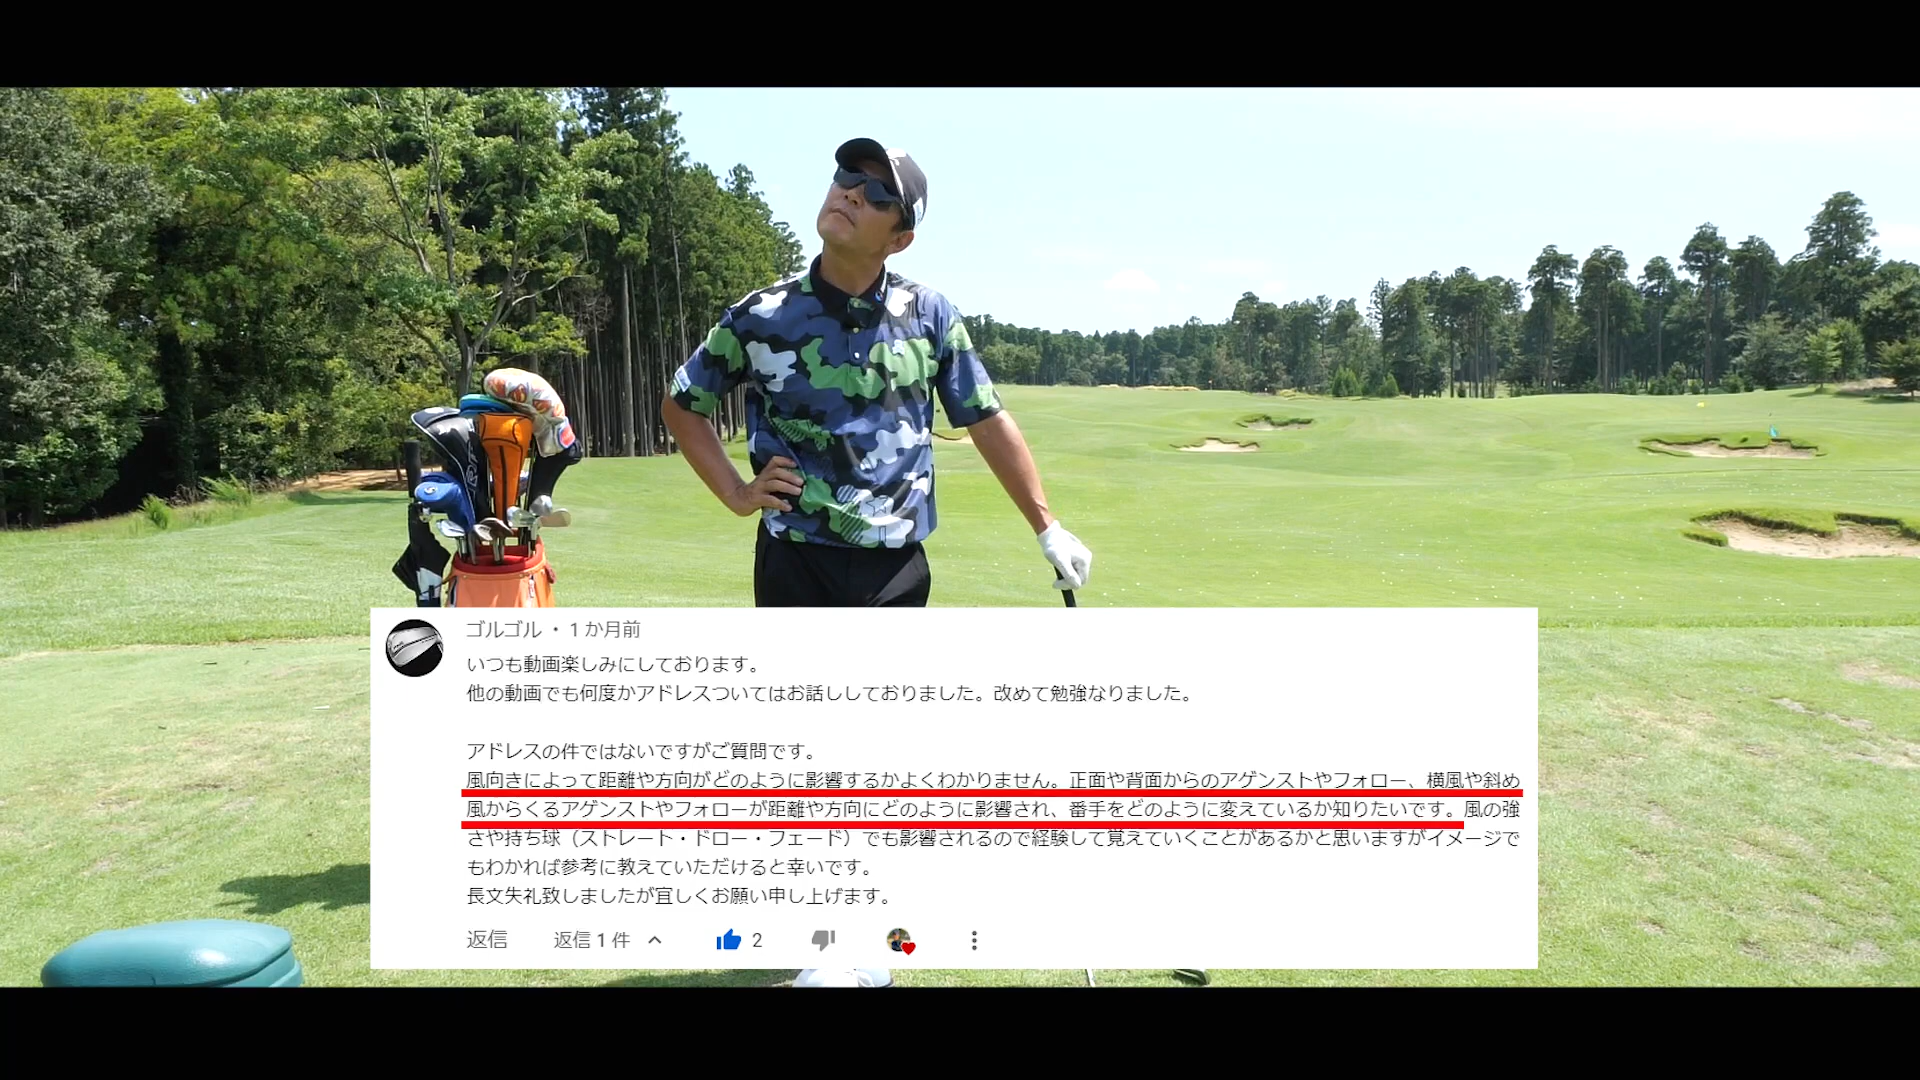 ゴルゴル・1 か月前
いつも動画楽しみにしております。
他の動画でも何度かアドレスついてはお話ししておりました。改めて勉強なりました。
アドレスの件ではないですがご質問です。
風向きによって距離や方向がどのように影響するかよくわかりません。正面や背面からのアゲンストやフォロー、横風や斜め
風からくるアゲンストやフォローが距離や方向にどのように影響され、番手をどのように変えているか知りたいです。風の強
さや持ち球（ストレート・ドロー・フェード）でも影響されるので経験して覚えていくことがあるかと思いますがイメージで
もわかれば参考に教えていただけると幸いです。
長文失礼致しましたが宜しくお願い申し上げます。
返信 返信 1 件 2